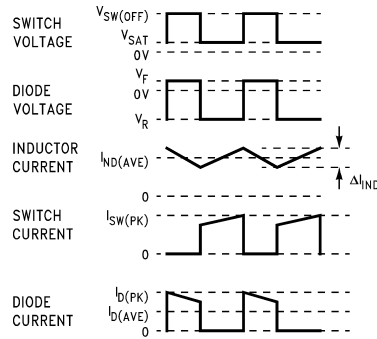 SWITCH
VOLTAGE
VSW(OFF)
VSAT
0V
DIODE
VOLTAGE
VF
0V
VR
INDUCTOR
CURRENT
IND(AVE)
0
ΔIIND
SWITCH
CURRENT
ISW(PK)
0
DIODE
CURRENT
ID(PK)
ID(AVE)
0